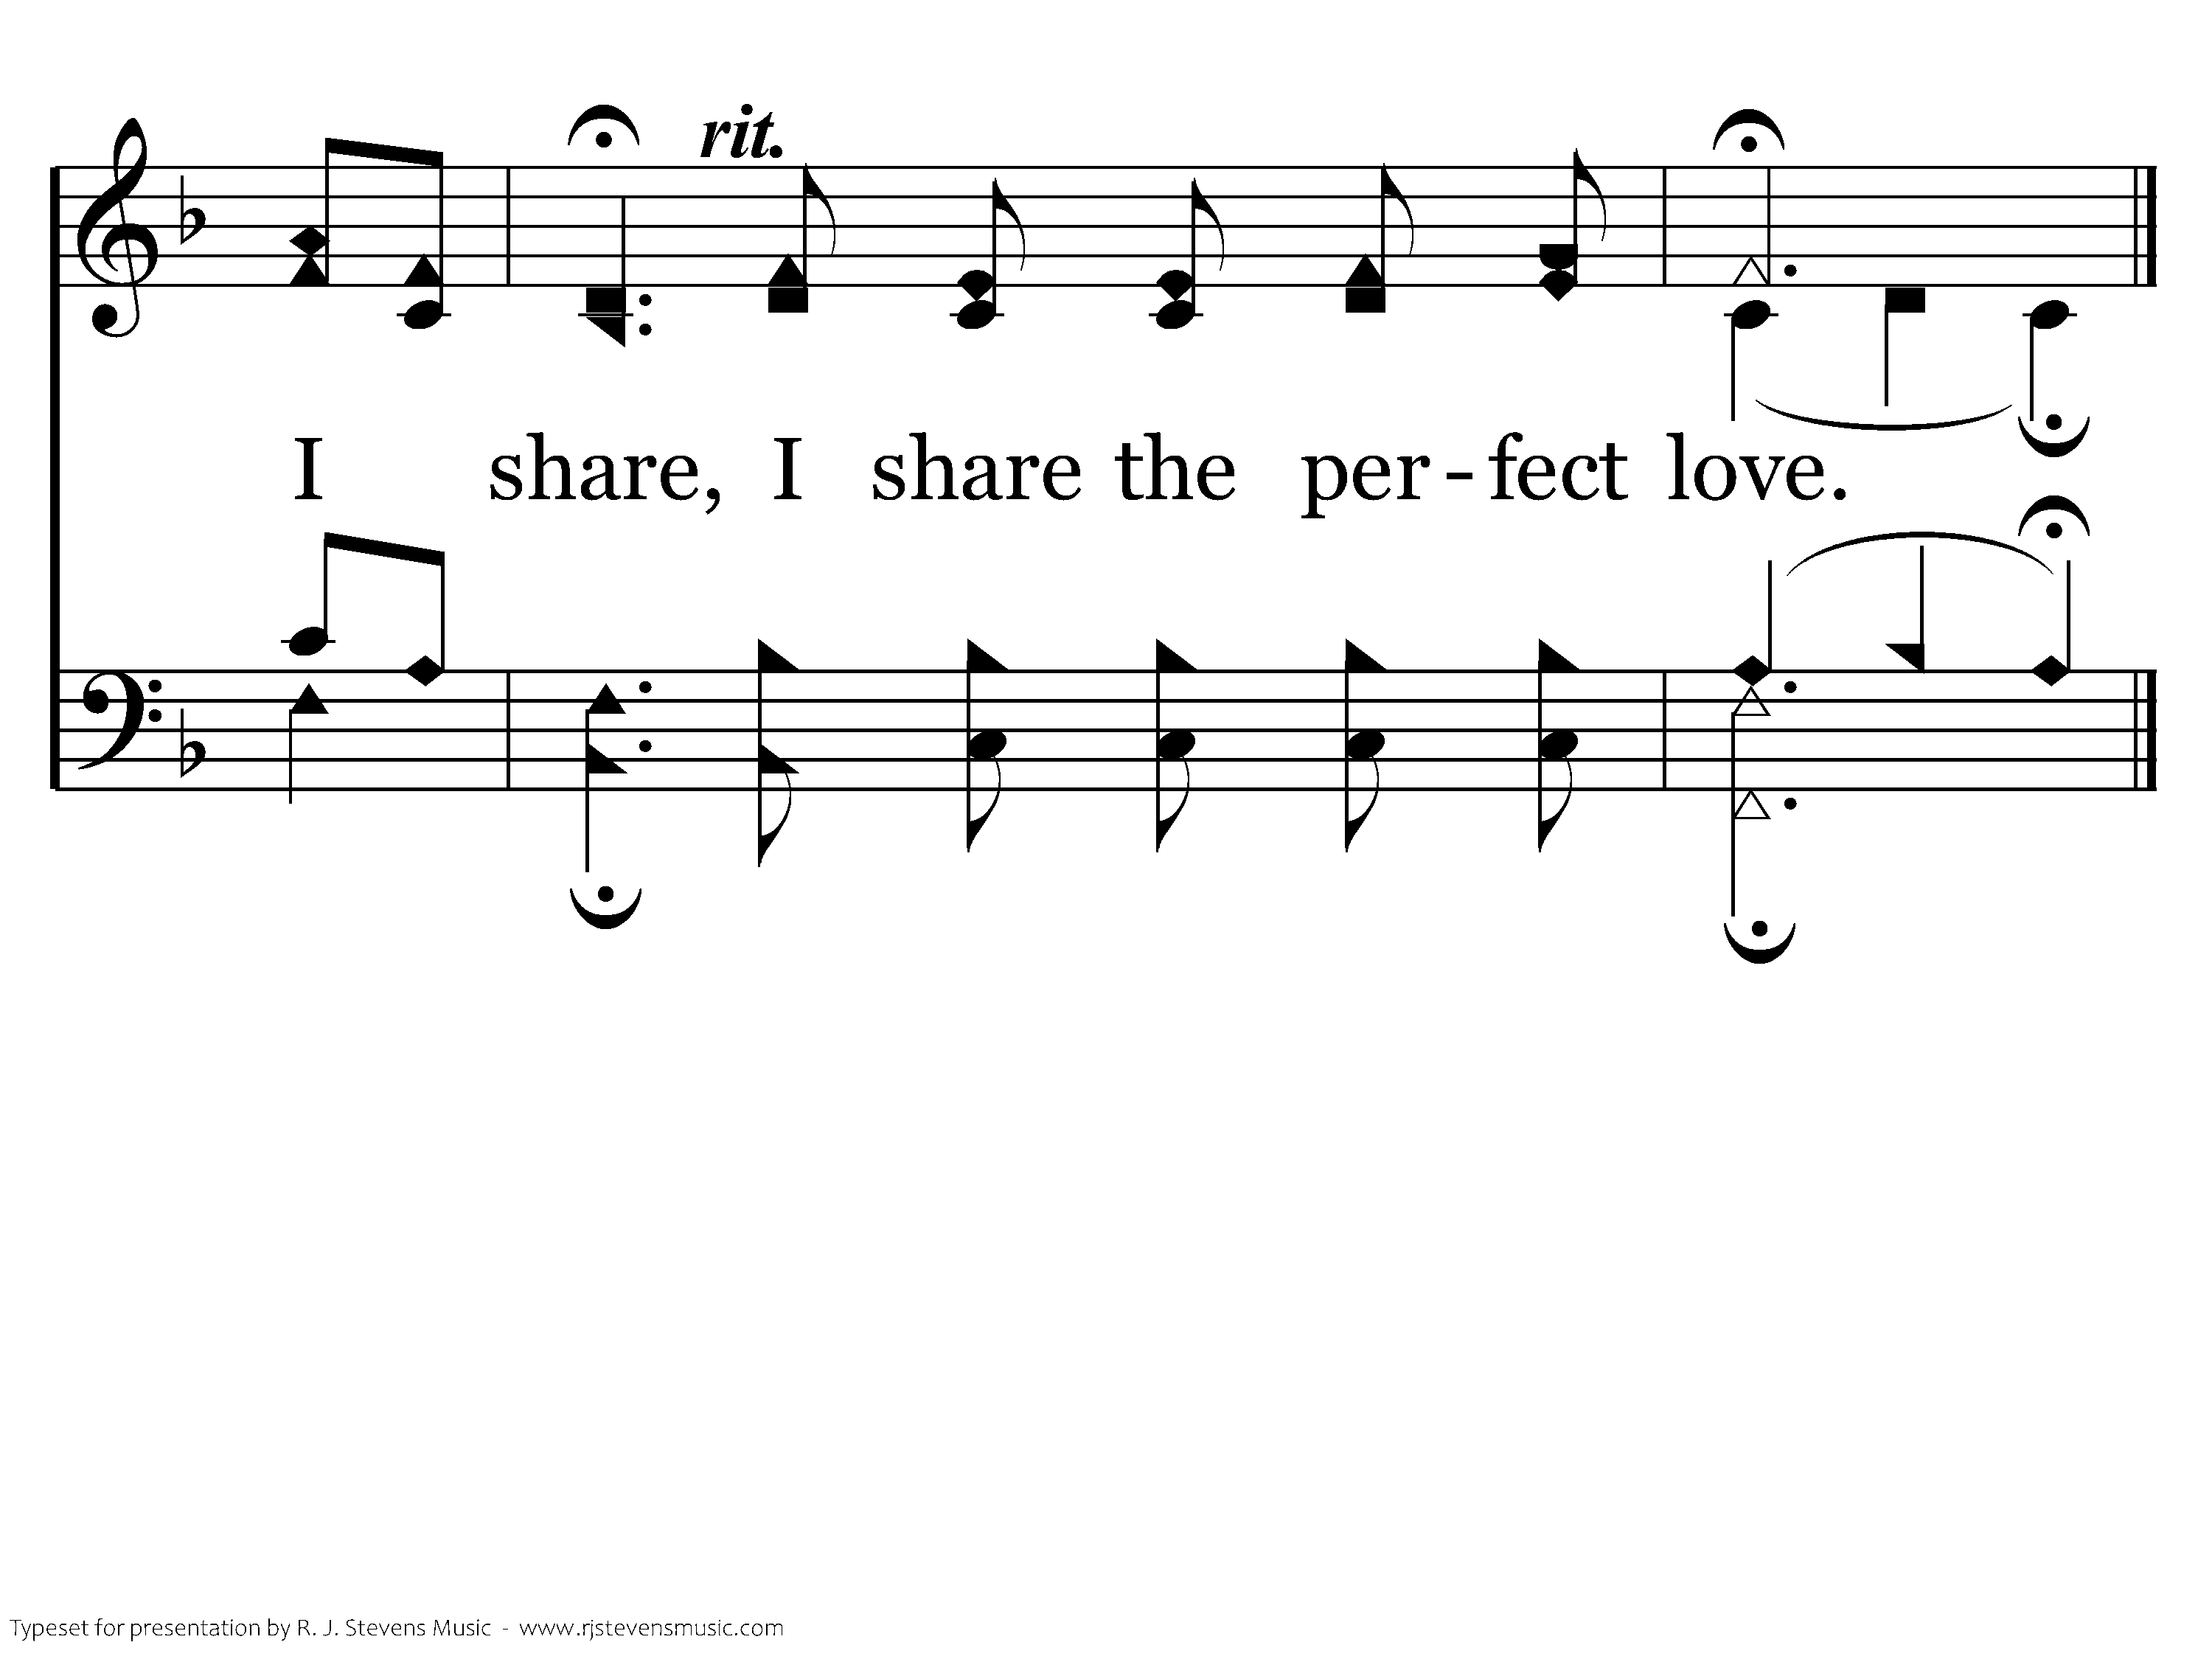 rit.
I share, I share the per-fect love.
Typeset for presentation by R. J. Stevens Music - www.rjstevensmusic.com